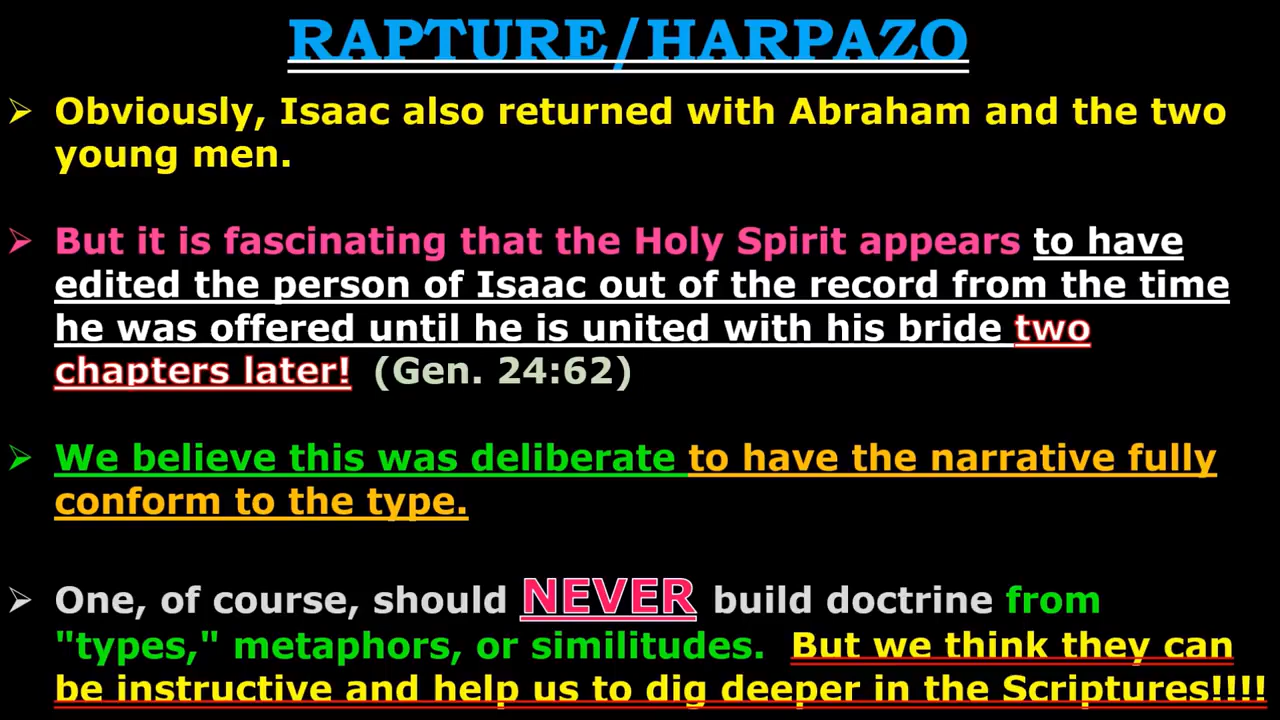 RAPTURE/HARPAZO
Obviously, Isaac also returned with Abraham and the two
young men.
But it is fascinating that the Holy Spirit appears to have
edited the person of Isaac out of the record from the time
he was offered until he is united with his bride two
chapters later! (Gen. 24:62)
We believe this was deliberate to have the narrative fully
conform to the type.
One, of course, should NEVER build doctrine from
"types," metaphors, or similitudes. But we think they can
be instructive and help us to dig deeper in the Scriptures!!!!